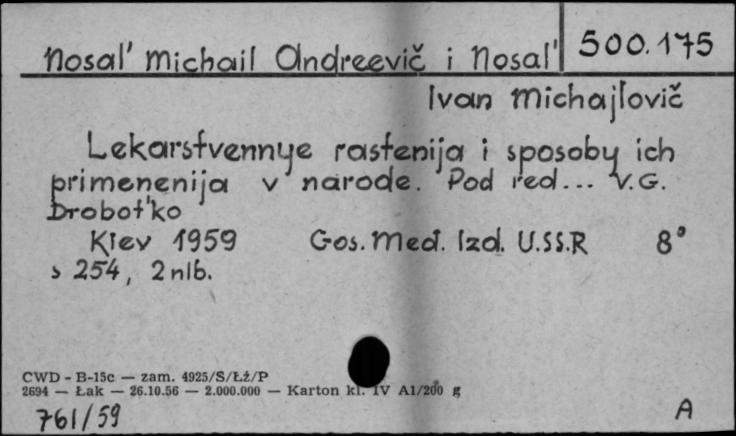 Nosal' Michail Andreevič i Nosal' 500.175
Ivan Michajlovič
Lekarstvennye rastenija i sposoby ich
primenenija v narode. Pod red... V.G.
Drobot'ko
Kiev 1959 Gos. Med. Izd. U.S.S.R 8°
s 254, 2 nlb.
CWD - B-15c — zam. 4925/S/Łż/P
2694 — Łak — 26.10.56 — 2.000.000 — Karton kl. IV A1/200 g
761/59 A